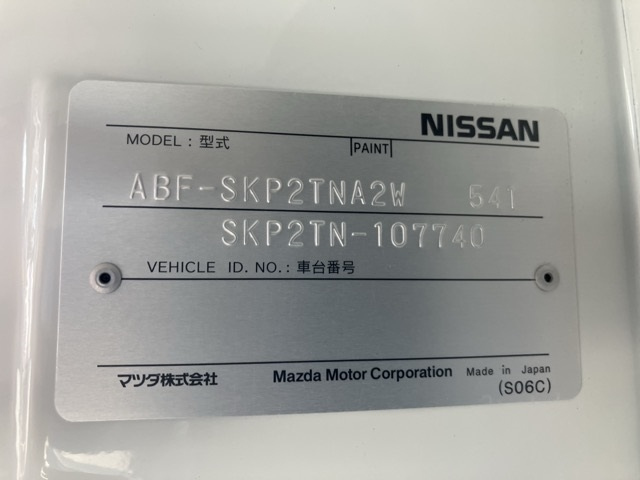 NISSAN
MODEL : 型式 PAINT
ABF-SKP2TNA2W 541
SKP2TN-107740
VEHICLE ID. NO. : 車台番号
マツダ株式会社 Mazda Motor Corporation Made in Japan
(S06C)